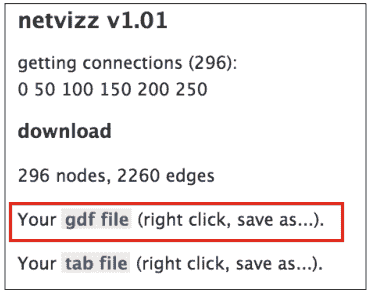 netvizz v1.01
getting connections (296):
0 50 100 150 200 250
download
296 nodes, 2260 edges
Your gdf file (right click, save as...).
Your tab file (right click, save as...).